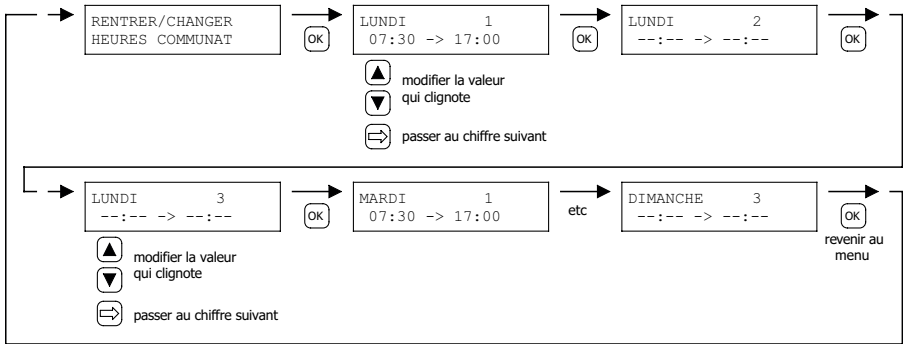 RENTRER/CHANGER
HEURES COMMUNAT
OK
LUNDI 1
07:30 -> 17:00
OK
LUNDI 2
--:-- -> --:--
OK
modifier la valeur
qui clignote
passer au chiffre suivant
LUNDI 3
--:-- -> --:--
OK
MARDI 1
07:30 -> 17:00
etc
DIMANCHE 3
--:-- -> --:--
OK
revenir au
menu
modifier la valeur
qui clignote
passer au chiffre suivant